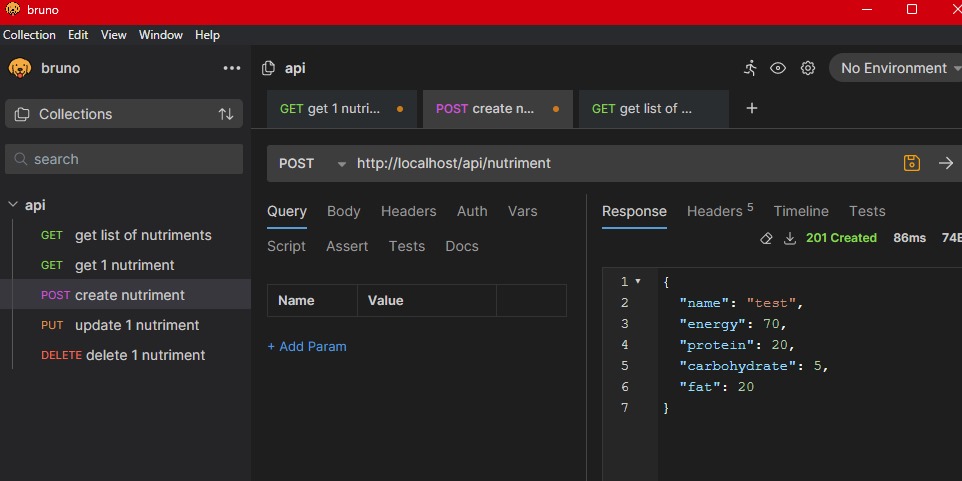 bruno
Collection Edit View Window Help
bruno ...
api
No Environment
Collections
GET get 1 nutri...
POST create n...
GET get list of ...
+
search
POST http://localhost/api/nutriment
api
GET get list of nutriments
GET get 1 nutriment
POST create nutriment
PUT update 1 nutriment
DELETE delete 1 nutriment
Query Body Headers Auth Vars
Script Assert Tests Docs
Name Value
+ Add Param
Response Headers 5 Timeline Tests
201 Created 86ms 74
1 {
2 "name": "test",
3 "energy": 70,
4 "protein": 20,
5 "carbohydrate": 5,
6 "fat": 20
7 }